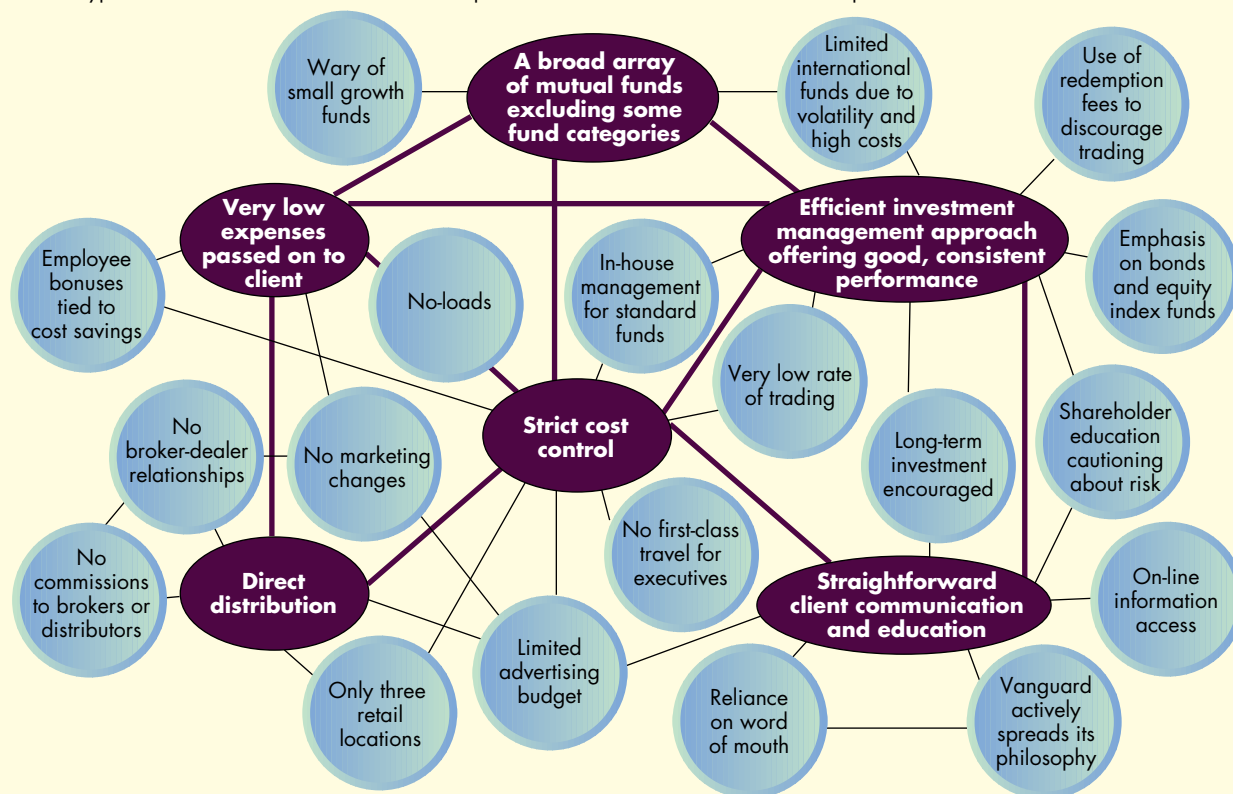 Wary of
small growth
funds
A broad array
of mutual funds
excluding some
fund categories
Limited
international
funds due to
volatility and
high costs
Use of
redemption
fees to
discourage
trading
Very low
expenses
passed on to
client
Efficient investment
management approach
offering good, consistent
performance
Employee
bonuses
tied to
cost savings
No-loads
In-house
management
for standard
funds
Emphasis
on bonds
and equity
index funds
Very low rate
of trading
Strict cost
control
Shareholder
education
cautioning
about risk
No
broker-dealer
relationships
No marketing
changes
Long-term
investment
encouraged
No
commissions
to brokers or
distributors
Direct
distribution
No first-class
travel for
executives
Straightforward
client communication
and education
On-line
information
access
Only three
retail
locations
Limited
advertising
budget
Reliance
on word
of mouth
Vanguard
actively
spreads its
philosophy